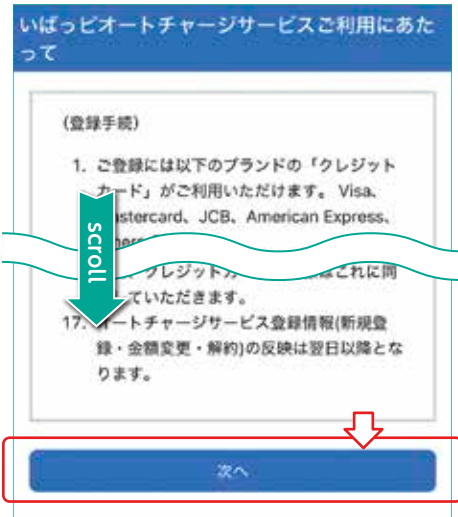 いばっピオートチャージサービスご利用にあた
って
(登録手続)
1. ご登録には以下のブランドの「クレジット
カード」がご利用いただけます。 Visa、
stercard、JCB、American Express、
scroll
クレジットカ
はこれに同
していただきます。
17. オートチャージサービス登録情報(新規登
録・金額変更・解約)の反映は翌日以降とな
ります。
次へ